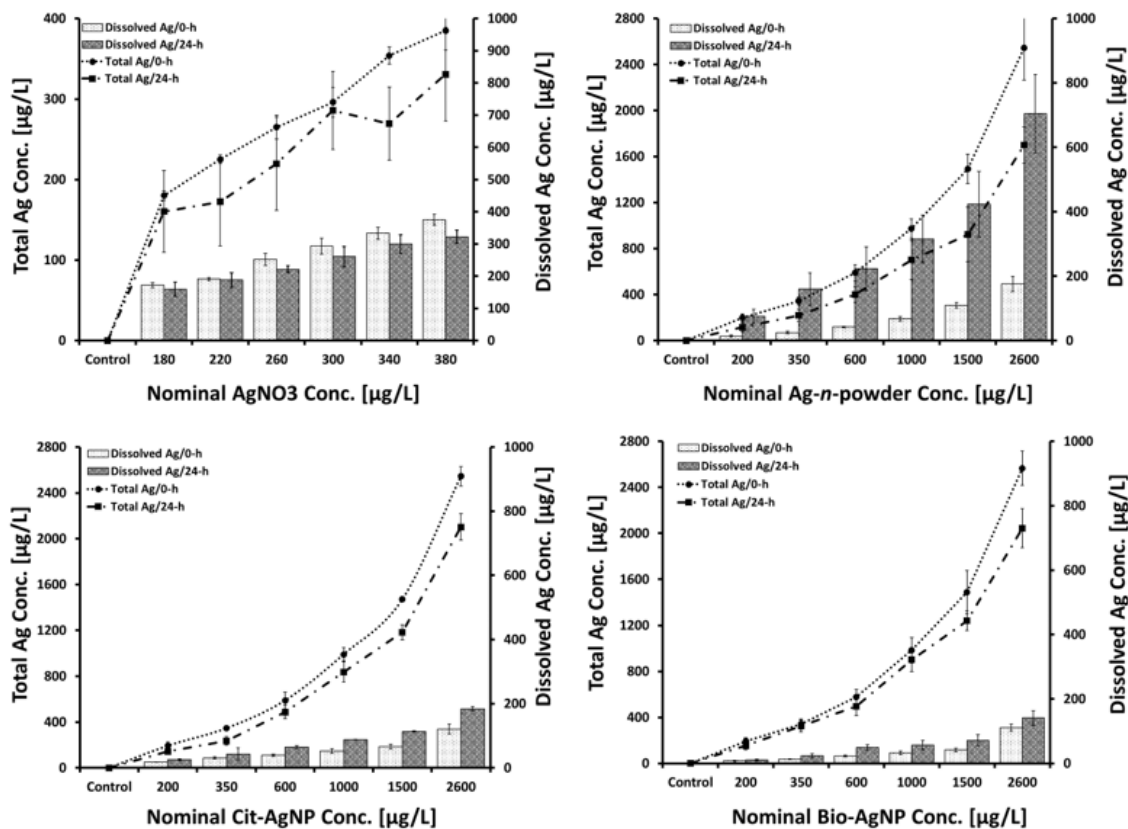 Total Ag Conc. [µg/L]
400
300
200
100
0
Dissolved Ag/0-h
Dissolved Ag/24-h
Total Ag/0-h
Total Ag/24-h
1000
900
800
700
600
500
400
300
200
100
0
Dissolved Ag Conc. [µg/L]
Control 180 220 260 300 340 380
Nominal AgNO3 Conc. [µg/L]
Total Ag Conc. [µg/L]
2800
2400
2000
1600
1200
800
400
0
Dissolved Ag/0-h
Dissolved Ag/24-h
Total Ag/0-h
Total Ag/24-h
1000
800
600
400
200
0
Dissolved Ag Conc. [µg/L]
Control 200 350 600 1000 1500 2600
Nominal Ag-n-powder Conc. [µg/L]
Total Ag Conc. [µg/L]
2800
2400
2000
1600
1200
800
400
0
Dissolved Ag/0-h
Dissolved Ag/24-h
Total Ag/0-h
Total Ag/24-h
1000
800
600
400
200
0
Dissolved Ag Conc. [µg/L]
Control 200 350 600 1000 1500 2600
Nominal Cit-AgNP Conc. [µg/L]
Total Ag Conc. [µg/L]
2800
2400
2000
1600
1200
800
400
0
Dissolved Ag/0-h
Dissolved Ag/24-h
Total Ag/0-h
Total Ag/24-h
1000
800
600
400
200
0
Dissolved Ag Conc. [µg/L]
Control 200 350 600 1000 1500 2600
Nominal Bio-AgNP Conc. [µg/L]